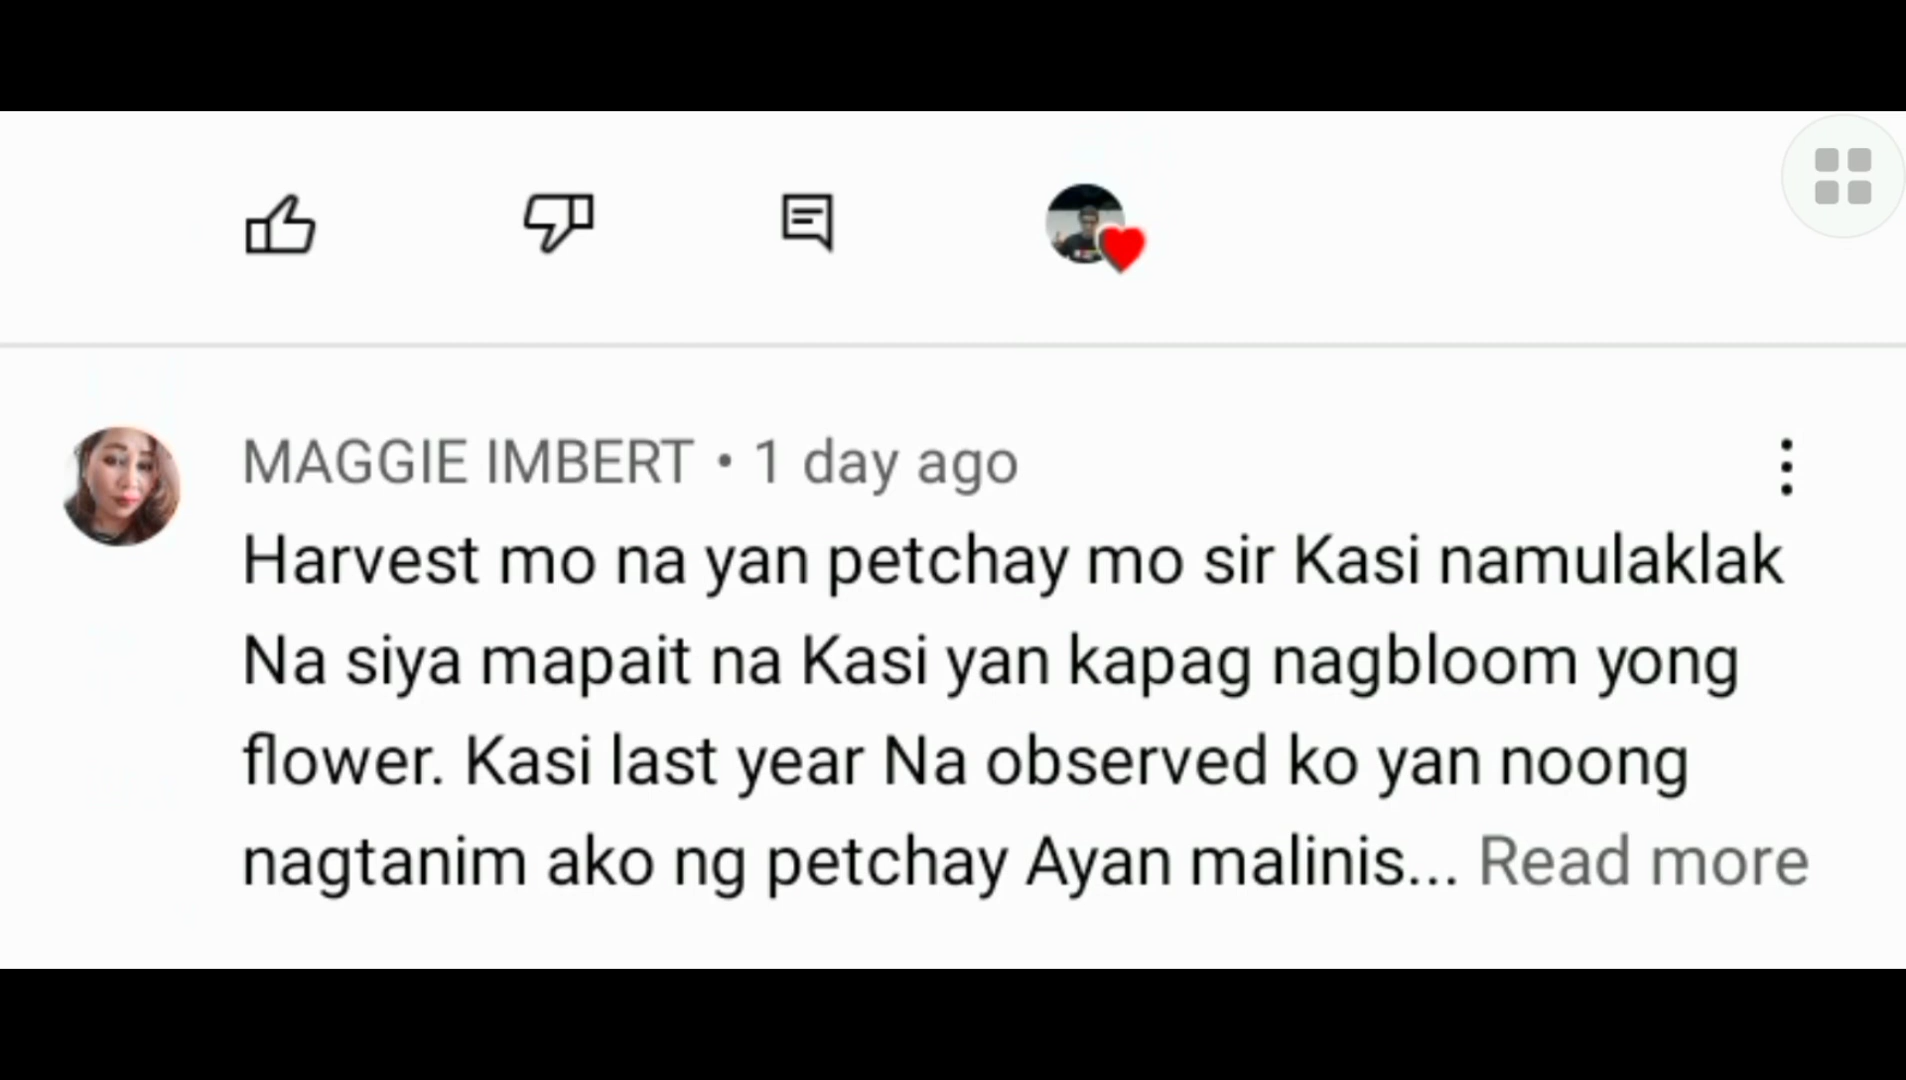 MAGGIE IMBERT • 1 day ago
Harvest mo na yan petchay mo sir Kasi namulaklak
Na siya mapait na Kasi yan kapag nagbloom yong
flower. Kasi last year Na observed ko yan noong
nagtanim ako ng petchay Ayan malinis... Read more